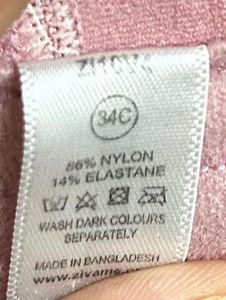 34C
86% NYLON
14% ELASTANE
WASH DARK COLOURS
SEPARATELY
MADE IN BANGLADESH